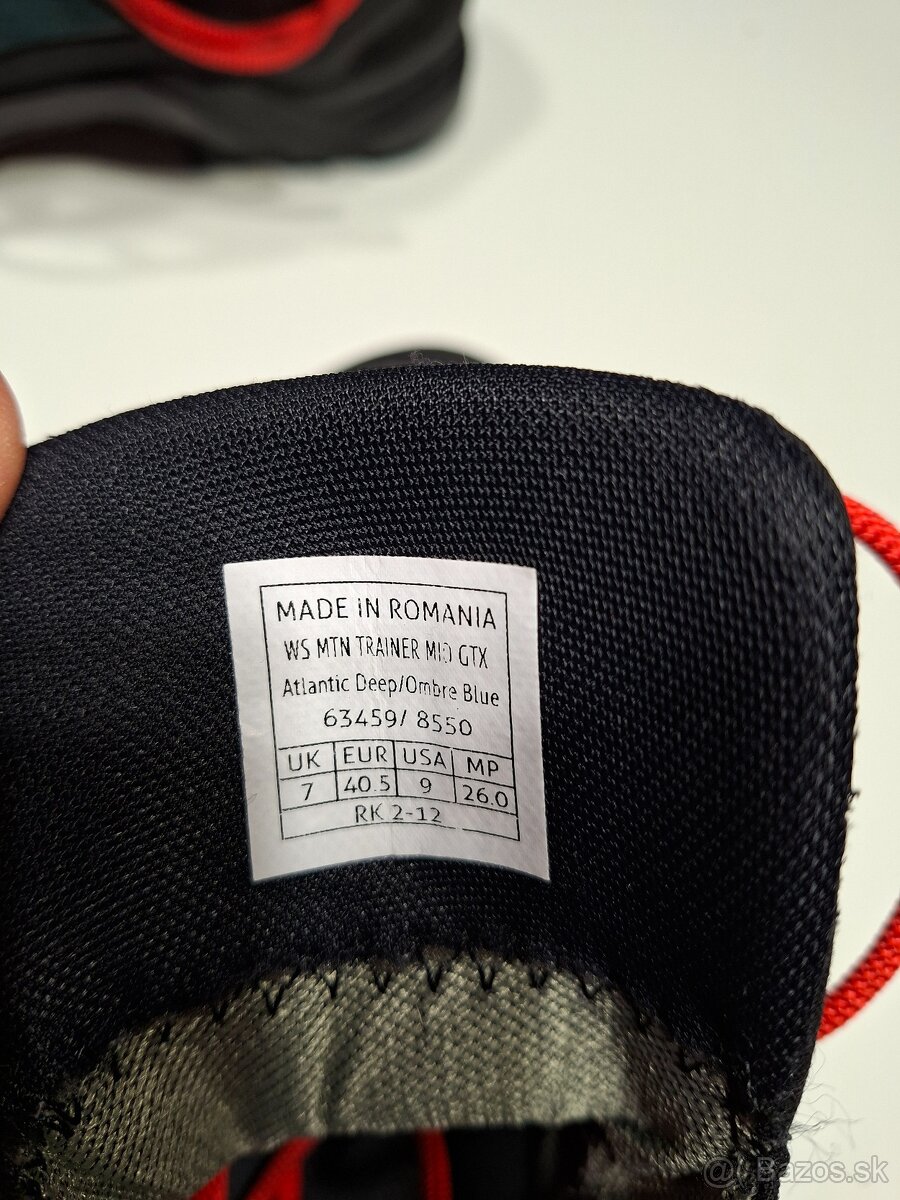 MADE IN ROMANIA
WS MTN TRAINER MID GTX
Atlantic Deep/Ombre Blue
63459/ 8550
UK EUR USA MP
7 40.5 9 26.0
RK 2-12
@ Bazos.sk